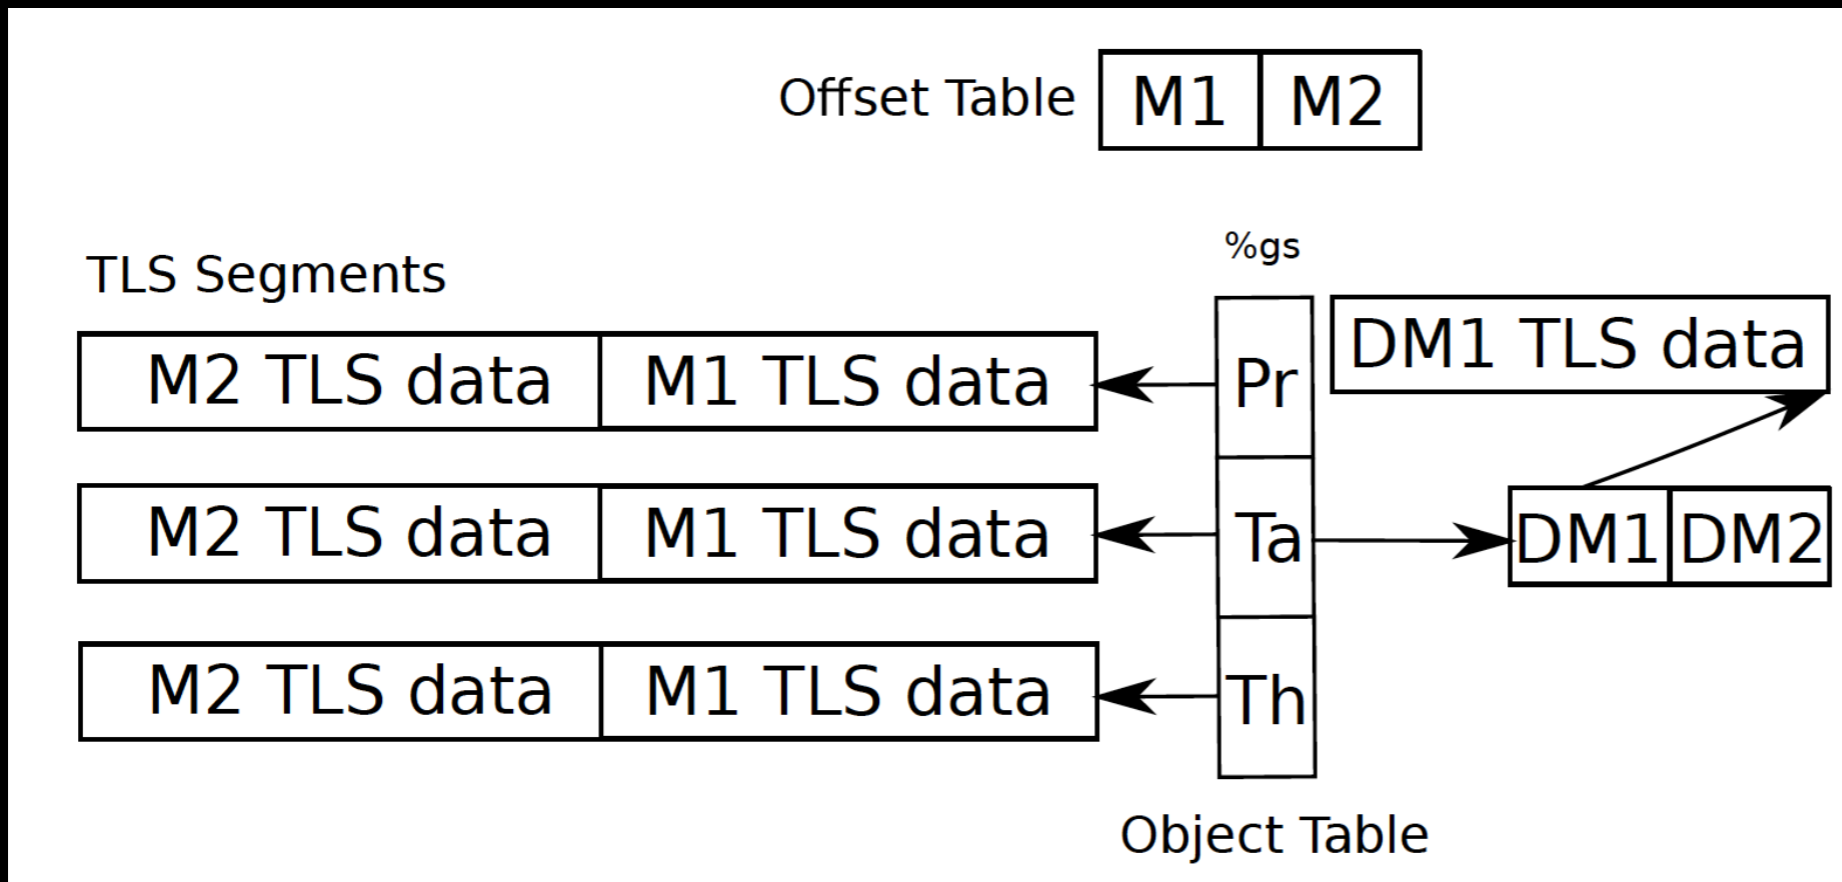 Offset Table M1 M2
%gs
TLS Segments
M2 TLS data M1 TLS data Pr DM1 TLS data
M2 TLS data M1 TLS data Ta DM1 DM2
M2 TLS data M1 TLS data Th
Object Table